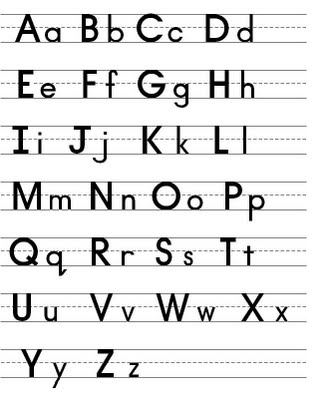 Aa Bb Cc Dd
Ee Ff Gg Hh
Ii Jj Kk Ll
Mm Nn Oo Pp
Qq Rr Ss Tt
Uu Vv Ww Xx
Yy Zz